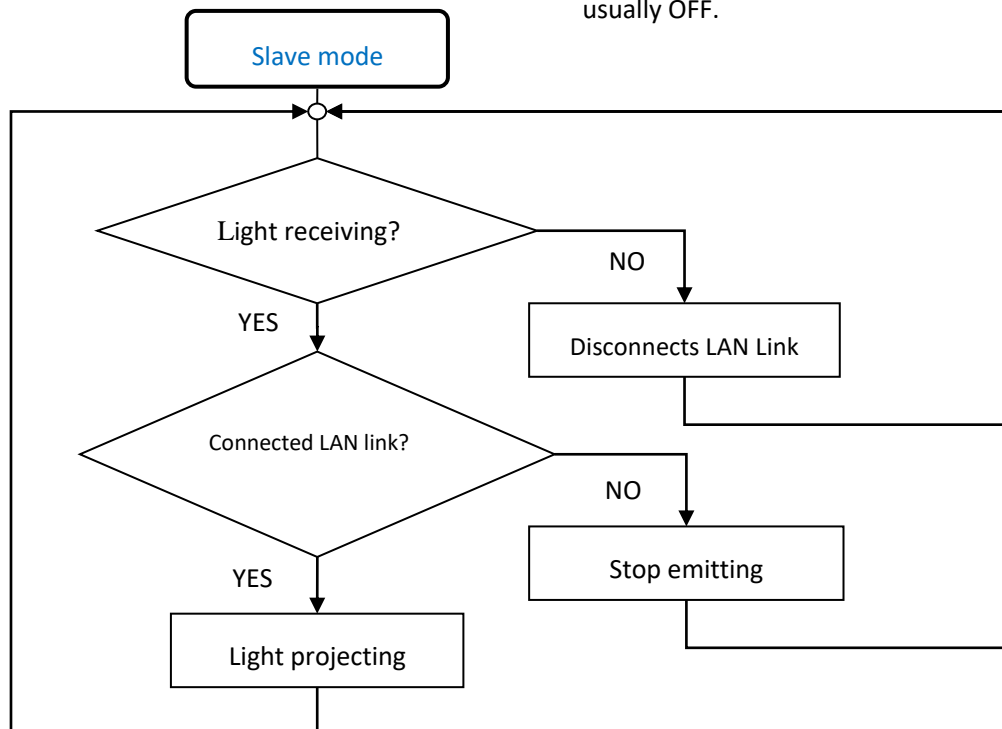 usually OFF.
Slave mode
Light receiving?
NO
YES
Disconnects LAN Link
Connected LAN link?
NO
YES
Stop emitting
Light projecting